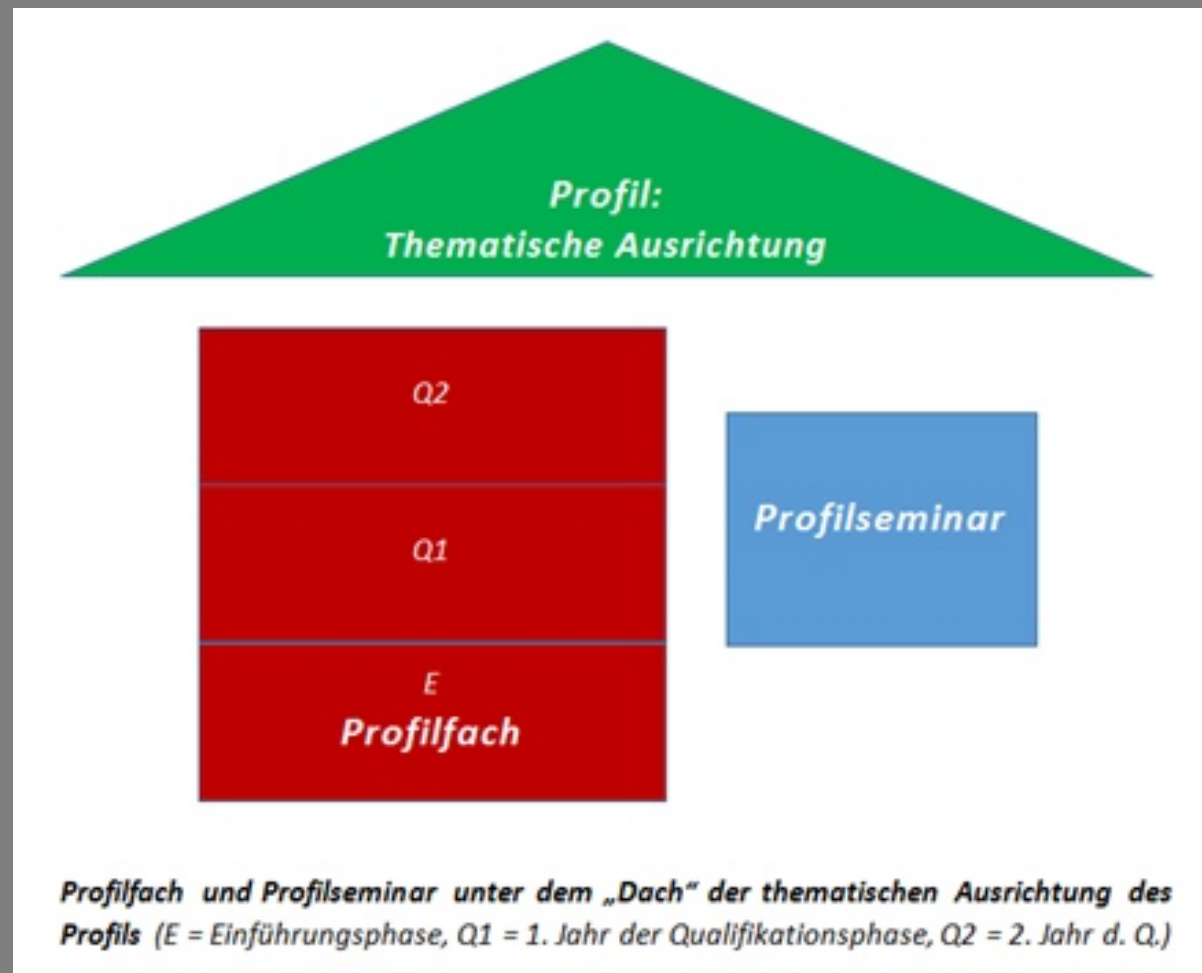 Profil:
Thematische Ausrichtung
Q2
Q1
E
Profilfach
Profilseminar
Profilfach und Profilseminar unter dem „Dach“ der thematischen Ausrichtung des
Profils (E = Einführungsphase, Q1 = 1. Jahr der Qualifikationsphase, Q2 = 2. Jahr d. Q.)